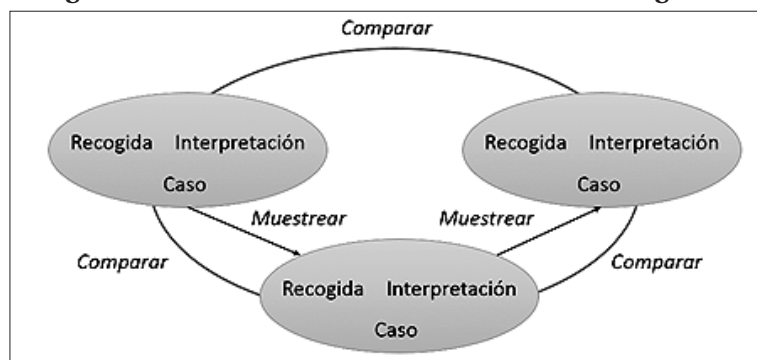 Comparar
Recogida Interpretación
Caso
Recogida Interpretación
Caso
Muestrear
Muestrear
Comparar
Comparar
Recogida Interpretación
Caso